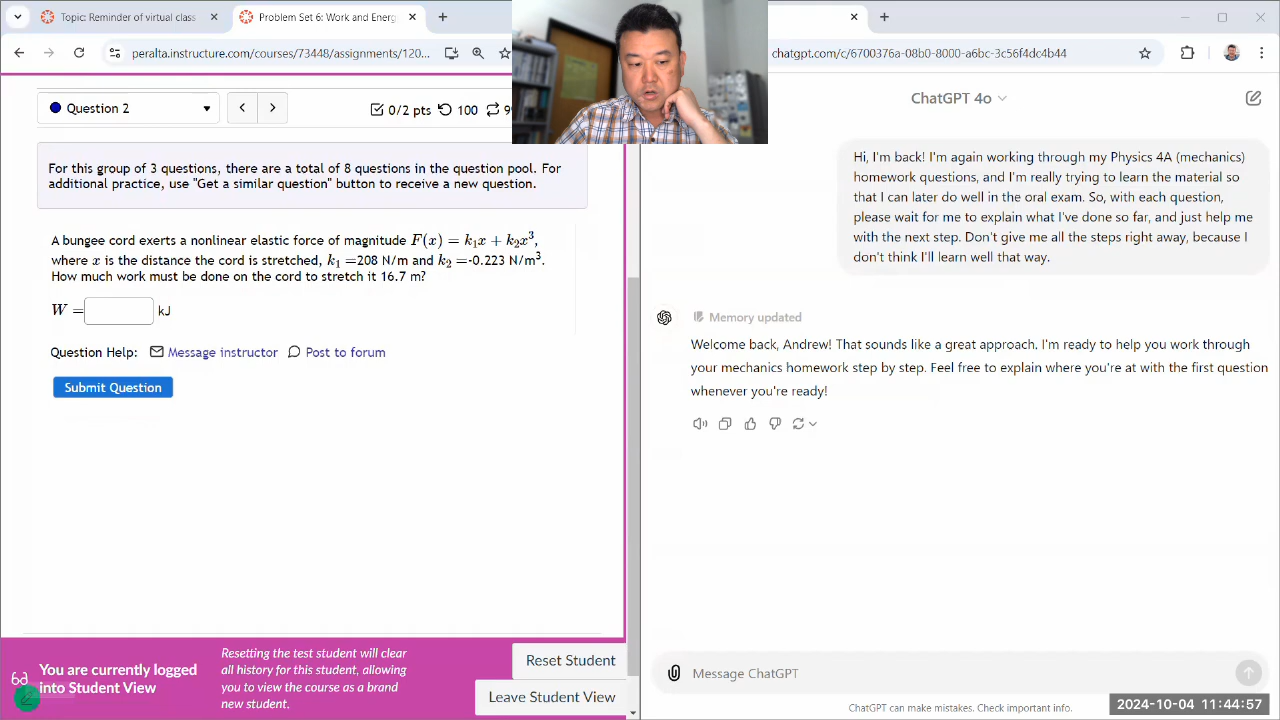 Topic: Reminder of virtual class
Problem Set 6: Work and Energ
peralta.instructure.com/courses/73448/assignments/120...
chatgpt.com/c/6700376a-08b0-8000-a6bc-3c56f4dc4b44
Question 2
0/2 pts
100
99
For this group of 3 questions, there are a total of 8 questions in the question pool. For
additional practice, use "Get a similar question" button to receive a new question.
A bungee cord exerts a nonlinear elastic force of magnitude F(x) = k₁x + k₂x³,
where x is the distance the cord is stretched, k₁ =208 N/m and k₂ =-0.223 N/m³.
How much work must be done on the cord to stretch it 16.7 m?
W = kJ
Question Help: Message instructor Post to forum
Submit Question
You are currently logged
into Student View
Resetting the test student will clear
all history for this student, allowing
you to view the course as a brand
new student.
Reset Student
Leave Student View
ChatGPT 4o
Hi, I'm back! I'm again working through my Physics 4A (mechanics)
homework questions, and I'm really trying to learn the material so
that I can later do well in the oral exam. So, with each question,
please wait for me to explain what I've done so far, and just help me
with the next step. Don't give me all the steps right away, because I
don't think I'll learn well that way.
Memory updated
Welcome back, Andrew! That sounds like a great approach. I'm ready to help you work through
your mechanics homework step by step. Feel free to explain where you're at with the first question
whenever you're ready!
Message ChatGPT
ChatGPT can make mistakes. Check important info.
2024-10-04 11:44:57